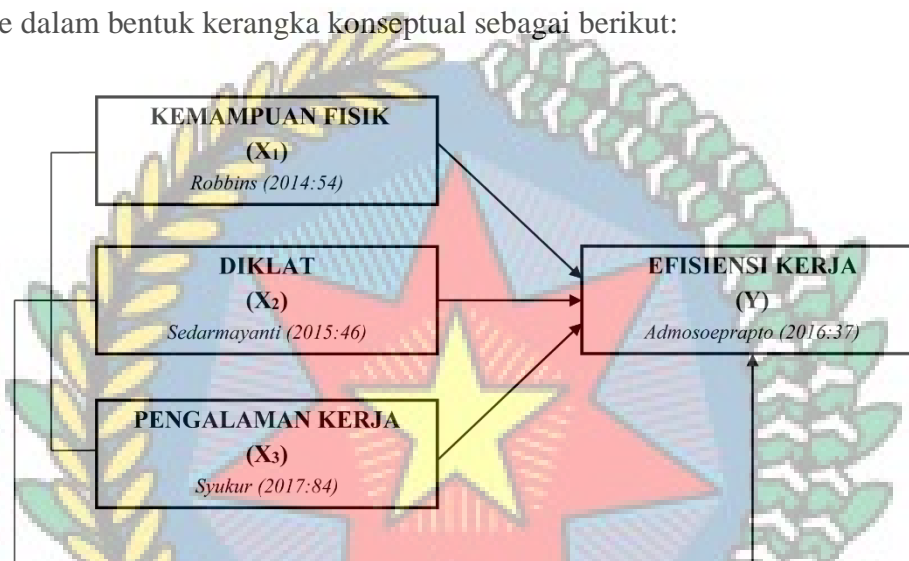 e dalam bentuk kerangka konseptual sebagai berikut:
KEMAMPUAN FISIK
(X1)
Robbins (2014:54)
DIKLAT
(X2)
Sedarmayanti (2015:46)
EFISIENSI KERJA
(Y)
Admosoeprapto (2016:37)
PENGALAMAN KERJA
(X3)
Syukur (2017:84)